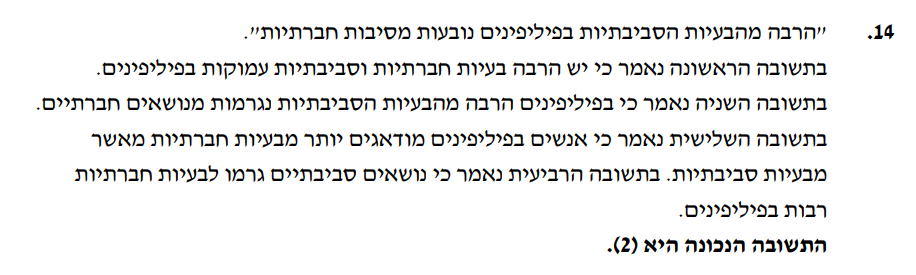 14. "הרבה מהבעיות הסביבתיות בפיליפינים נובעות מסיבות חברתיות".
בתשובה הראשונה נאמר כי יש הרבה בעיות חברתיות וסביבתיות עמוקות בפיליפינים.
בתשובה השניה נאמר כי בפיליפינים הרבה מהבעיות הסביבתיות נגרמות מנושאים חברתיים.
בתשובה השלישית נאמר כי אנשים בפיליפינים מודאגים יותר מבעיות חברתיות מאשר
מבעיות סביבתיות. בתשובה הרביעית נאמר כי נושאים סביבתיים גרמו לבעיות חברתיות
רבות בפיליפינים.
התשובה הנכונה היא (2).